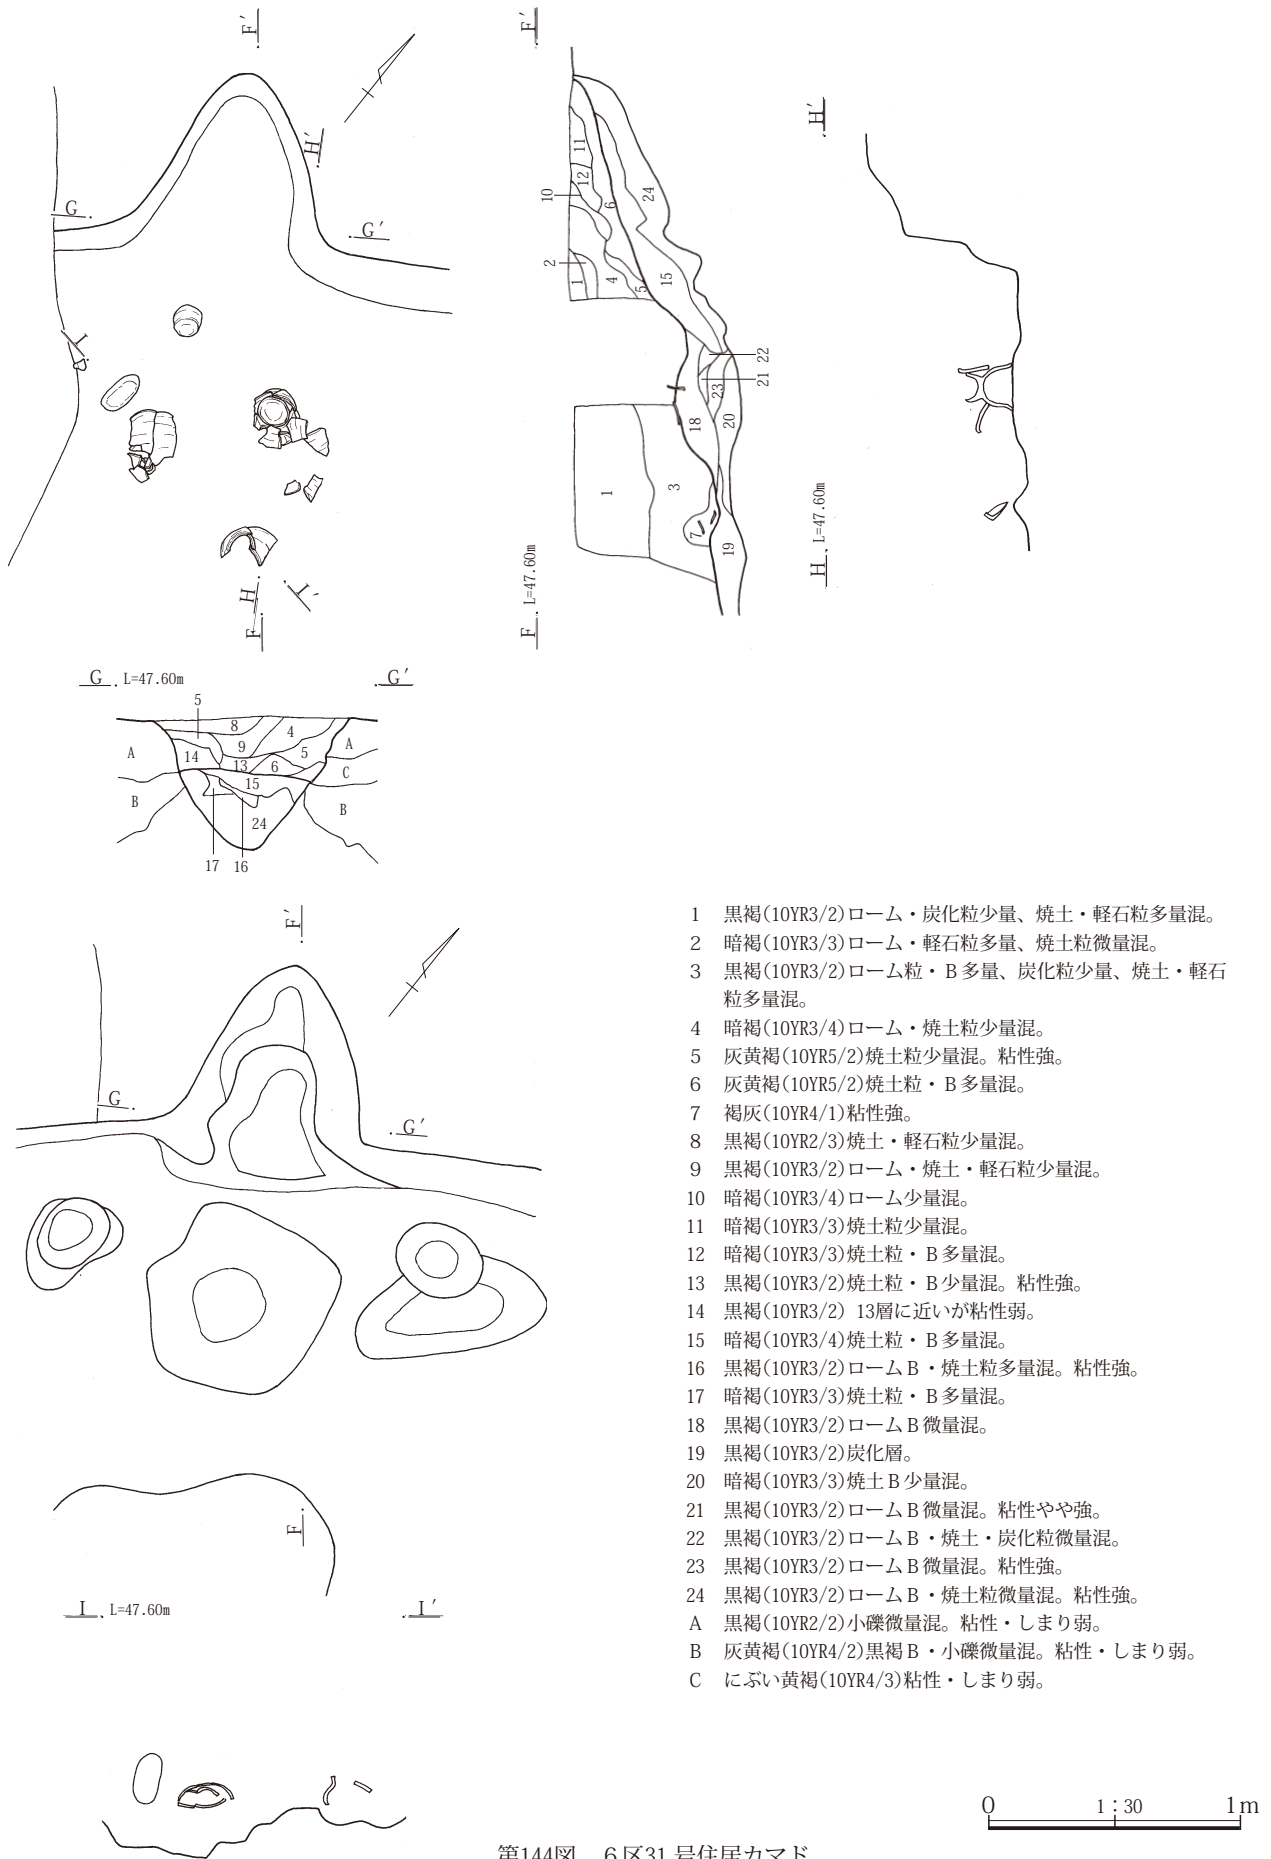 F′
F′
H′
H′
G
G′
I
I′
H
F
11
12
10
6
24
2
1
4
5
15
22
21
23
18
20
1
3
7
19
F L=47.60m
H L=47.60m
G L=47.60m
G′
5
8
4
9
A
14
13
6
5
A
C
15
B
B
24
17
16
F′
G
G′
F
I L=47.60m
I′
1 黒褐(10YR3/2)ローム・炭化粒少量、焼土・軽石粒多量混。
2 暗褐(10YR3/3)ローム・軽石粒多量、焼土粒微量混。
3 黒褐(10YR3/2)ローム粒・B多量、炭化粒少量、焼土・軽石
粒多量混。
4 暗褐(10YR3/4)ローム・焼土粒少量混。
5 灰黄褐(10YR5/2)焼土粒少量混。粘性強。
6 灰黄褐(10YR5/2)焼土粒・B多量混。
7 褐灰(10YR4/1)粘性強。
8 黒褐(10YR2/3)焼土・軽石粒少量混。
9 黒褐(10YR3/2)ローム・焼土・軽石粒少量混。
10 暗褐(10YR3/4)ローム少量混。
11 暗褐(10YR3/3)焼土粒少量混。
12 暗褐(10YR3/3)焼土粒・B多量混。
13 黒褐(10YR3/2)焼土粒・B少量混。粘性強。
14 黒褐(10YR3/2) 13層に近いが粘性弱。
15 暗褐(10YR3/4)焼土粒・B多量混。
16 黒褐(10YR3/2)ロームB・焼土粒多量混。粘性強。
17 暗褐(10YR3/3)焼土粒・B多量混。
18 黒褐(10YR3/2)ロームB微量混。
19 黒褐(10YR3/2)炭化層。
20 暗褐(10YR3/3)焼土B少量混。
21 黒褐(10YR3/2)ロームB微量混。粘性やや強。
22 黒褐(10YR3/2)ロームB・焼土・炭化粒微量混。
23 黒褐(10YR3/2)ロームB微量混。粘性強。
24 黒褐(10YR3/2)ロームB・焼土粒微量混。粘性強。
A 黒褐(10YR2/2)小礫微量混。粘性・しまり弱。
B 灰黄褐(10YR4/2)黒褐B・小礫微量混。粘性・しまり弱。
C にぶい黄褐(10YR4/3)粘性・しまり弱。
0 1:30 1m
第144図 6区31号住居カマド